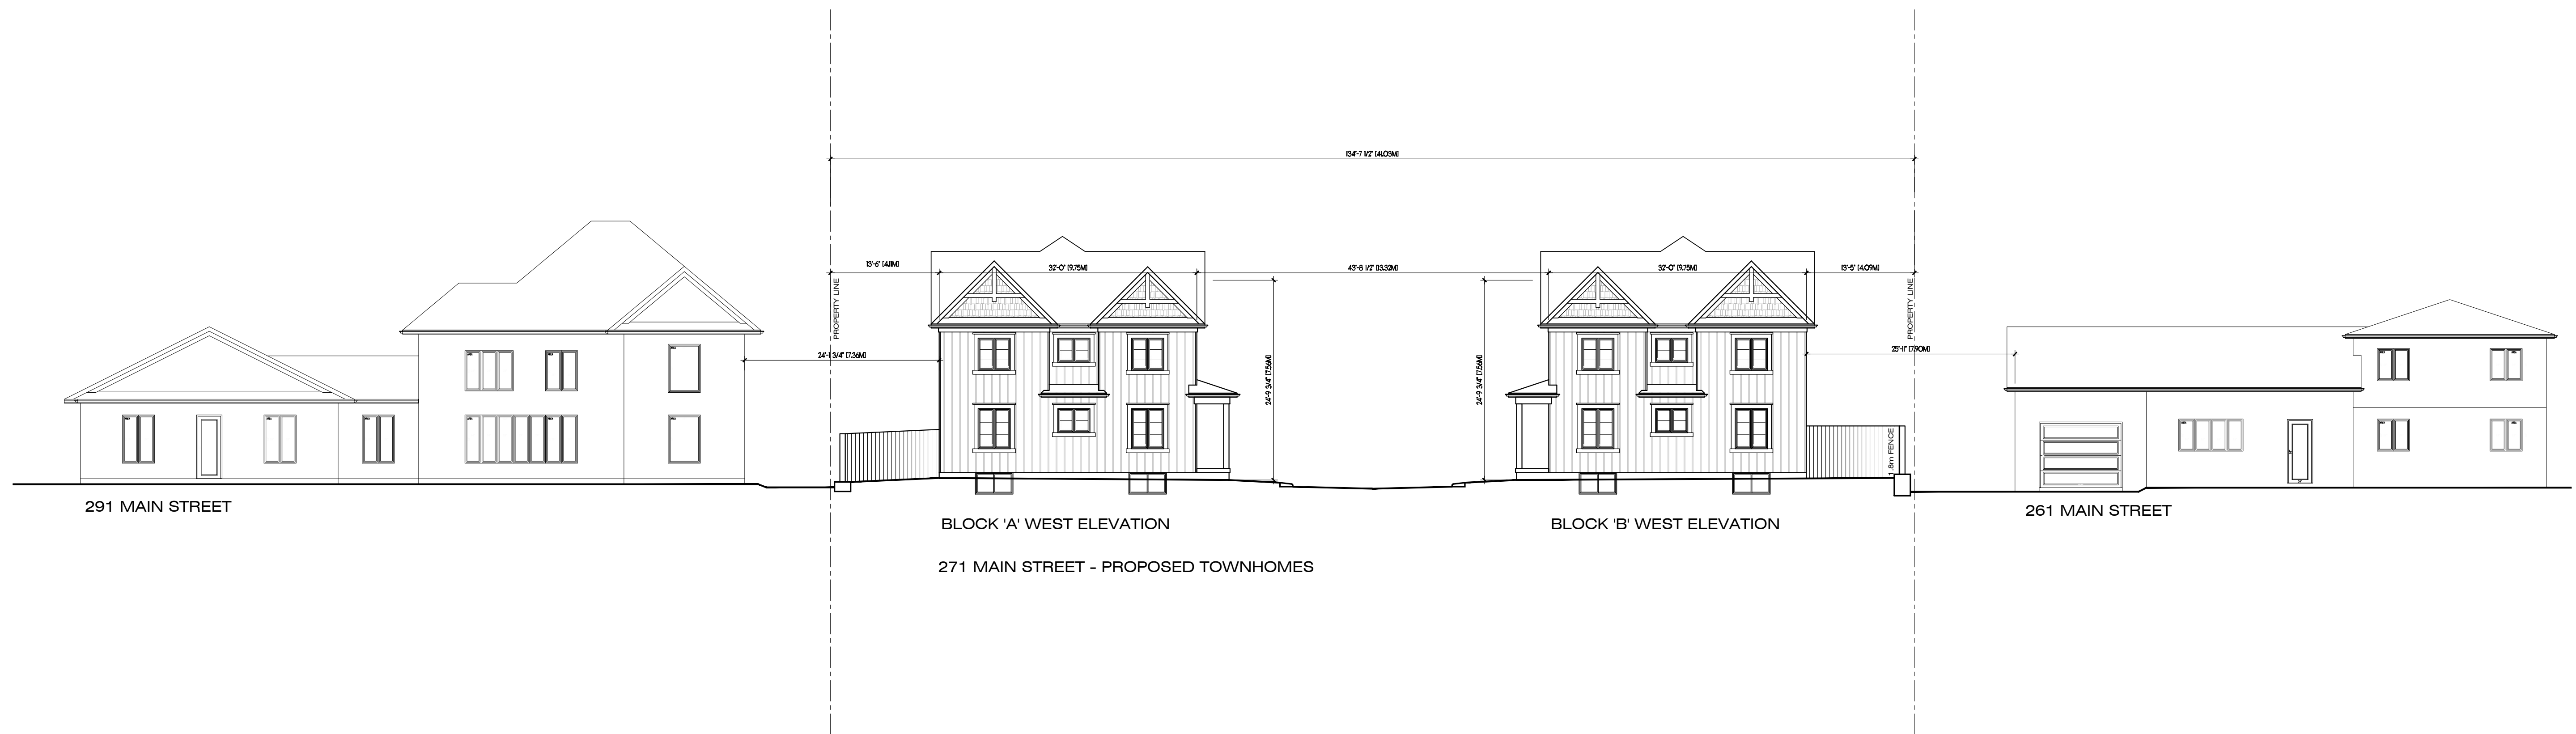 134'-7 1/2" [41.03M]
13'-6" [4.11M]
32'-0" [9.75M]
43'-8 1/2" [13.32M]
32'-0" [9.75M]
13'-5" [4.09M]
PROPERTY LINE
PROPERTY LINE
24'-1 3/4" [7.36M]
24'-9 3/4" [7.56M]
24'-9 3/4" [7.56M]
25'-11" [7.90M]
1.8m FENCE
291 MAIN STREET
261 MAIN STREET
BLOCK 'A' WEST ELEVATION
BLOCK 'B' WEST ELEVATION
271 MAIN STREET - PROPOSED TOWNHOMES